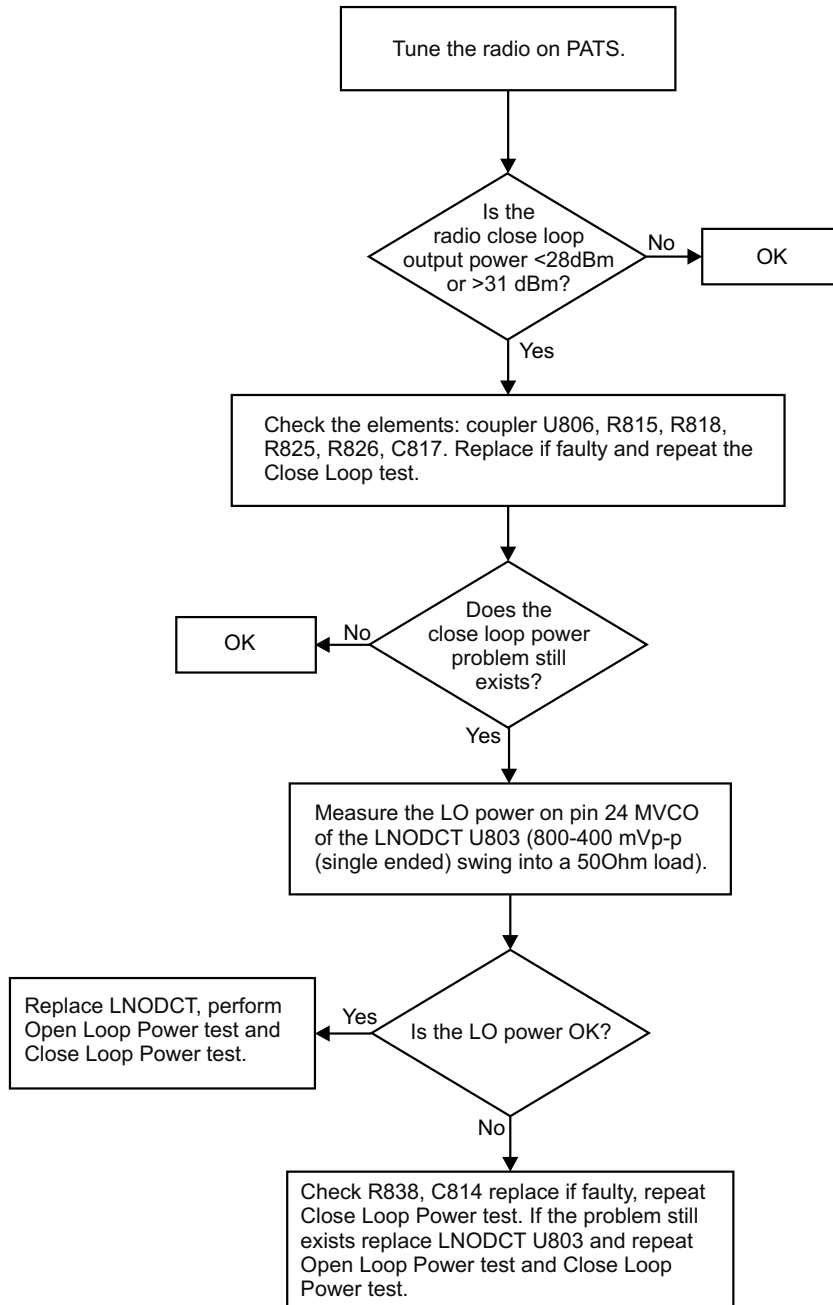 Tune the radio on PATS.
Is the
radio close loop
output power <28dBm
or >31 dBm?
No
OK
Yes
Check the elements: coupler U806, R815, R818,
R825, R826, C817. Replace if faulty and repeat the
Close Loop test.
Does the
close loop power
problem still
exists?
No
OK
Yes
Measure the LO power on pin 24 MVCO
of the LNODCT U803 (800-400 mVp-p
(single ended) swing into a 50Ohm load).
Is the LO power OK?
Yes
Replace LNODCT, perform
Open Loop Power test and
Close Loop Power test.
No
Check R838, C814 replace if faulty, repeat
Close Loop Power test. If the problem still
exists replace LNODCT U803 and repeat
Open Loop Power test and Close Loop
Power test.